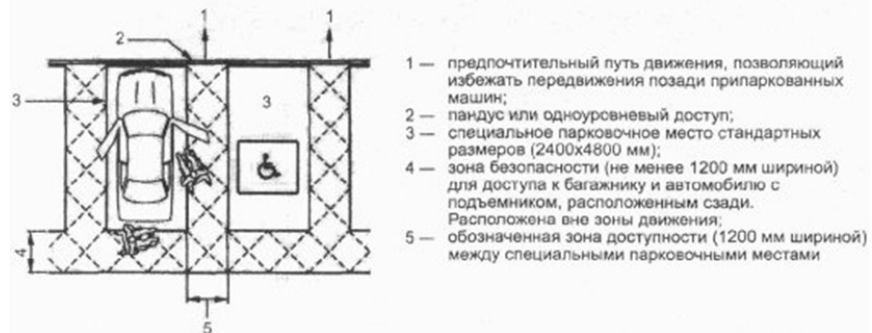 1
1
2
3
3
4
5
1 — предпочтительный путь движения, позволяющий
избежать передвижения позади припаркованных
машин;
2 — пандус или одноуровневый доступ;
3 — специальное парковочное место стандартных
размеров (2400х4800 мм);
4 — зона безопасности (не менее 1200 мм шириной)
для доступа к багажнику и автомобилю с
подъемником, расположенным сзади.
Расположена вне зоны движения;
5 — обозначенная зона доступности (1200 мм шириной)
между специальными парковочными местами